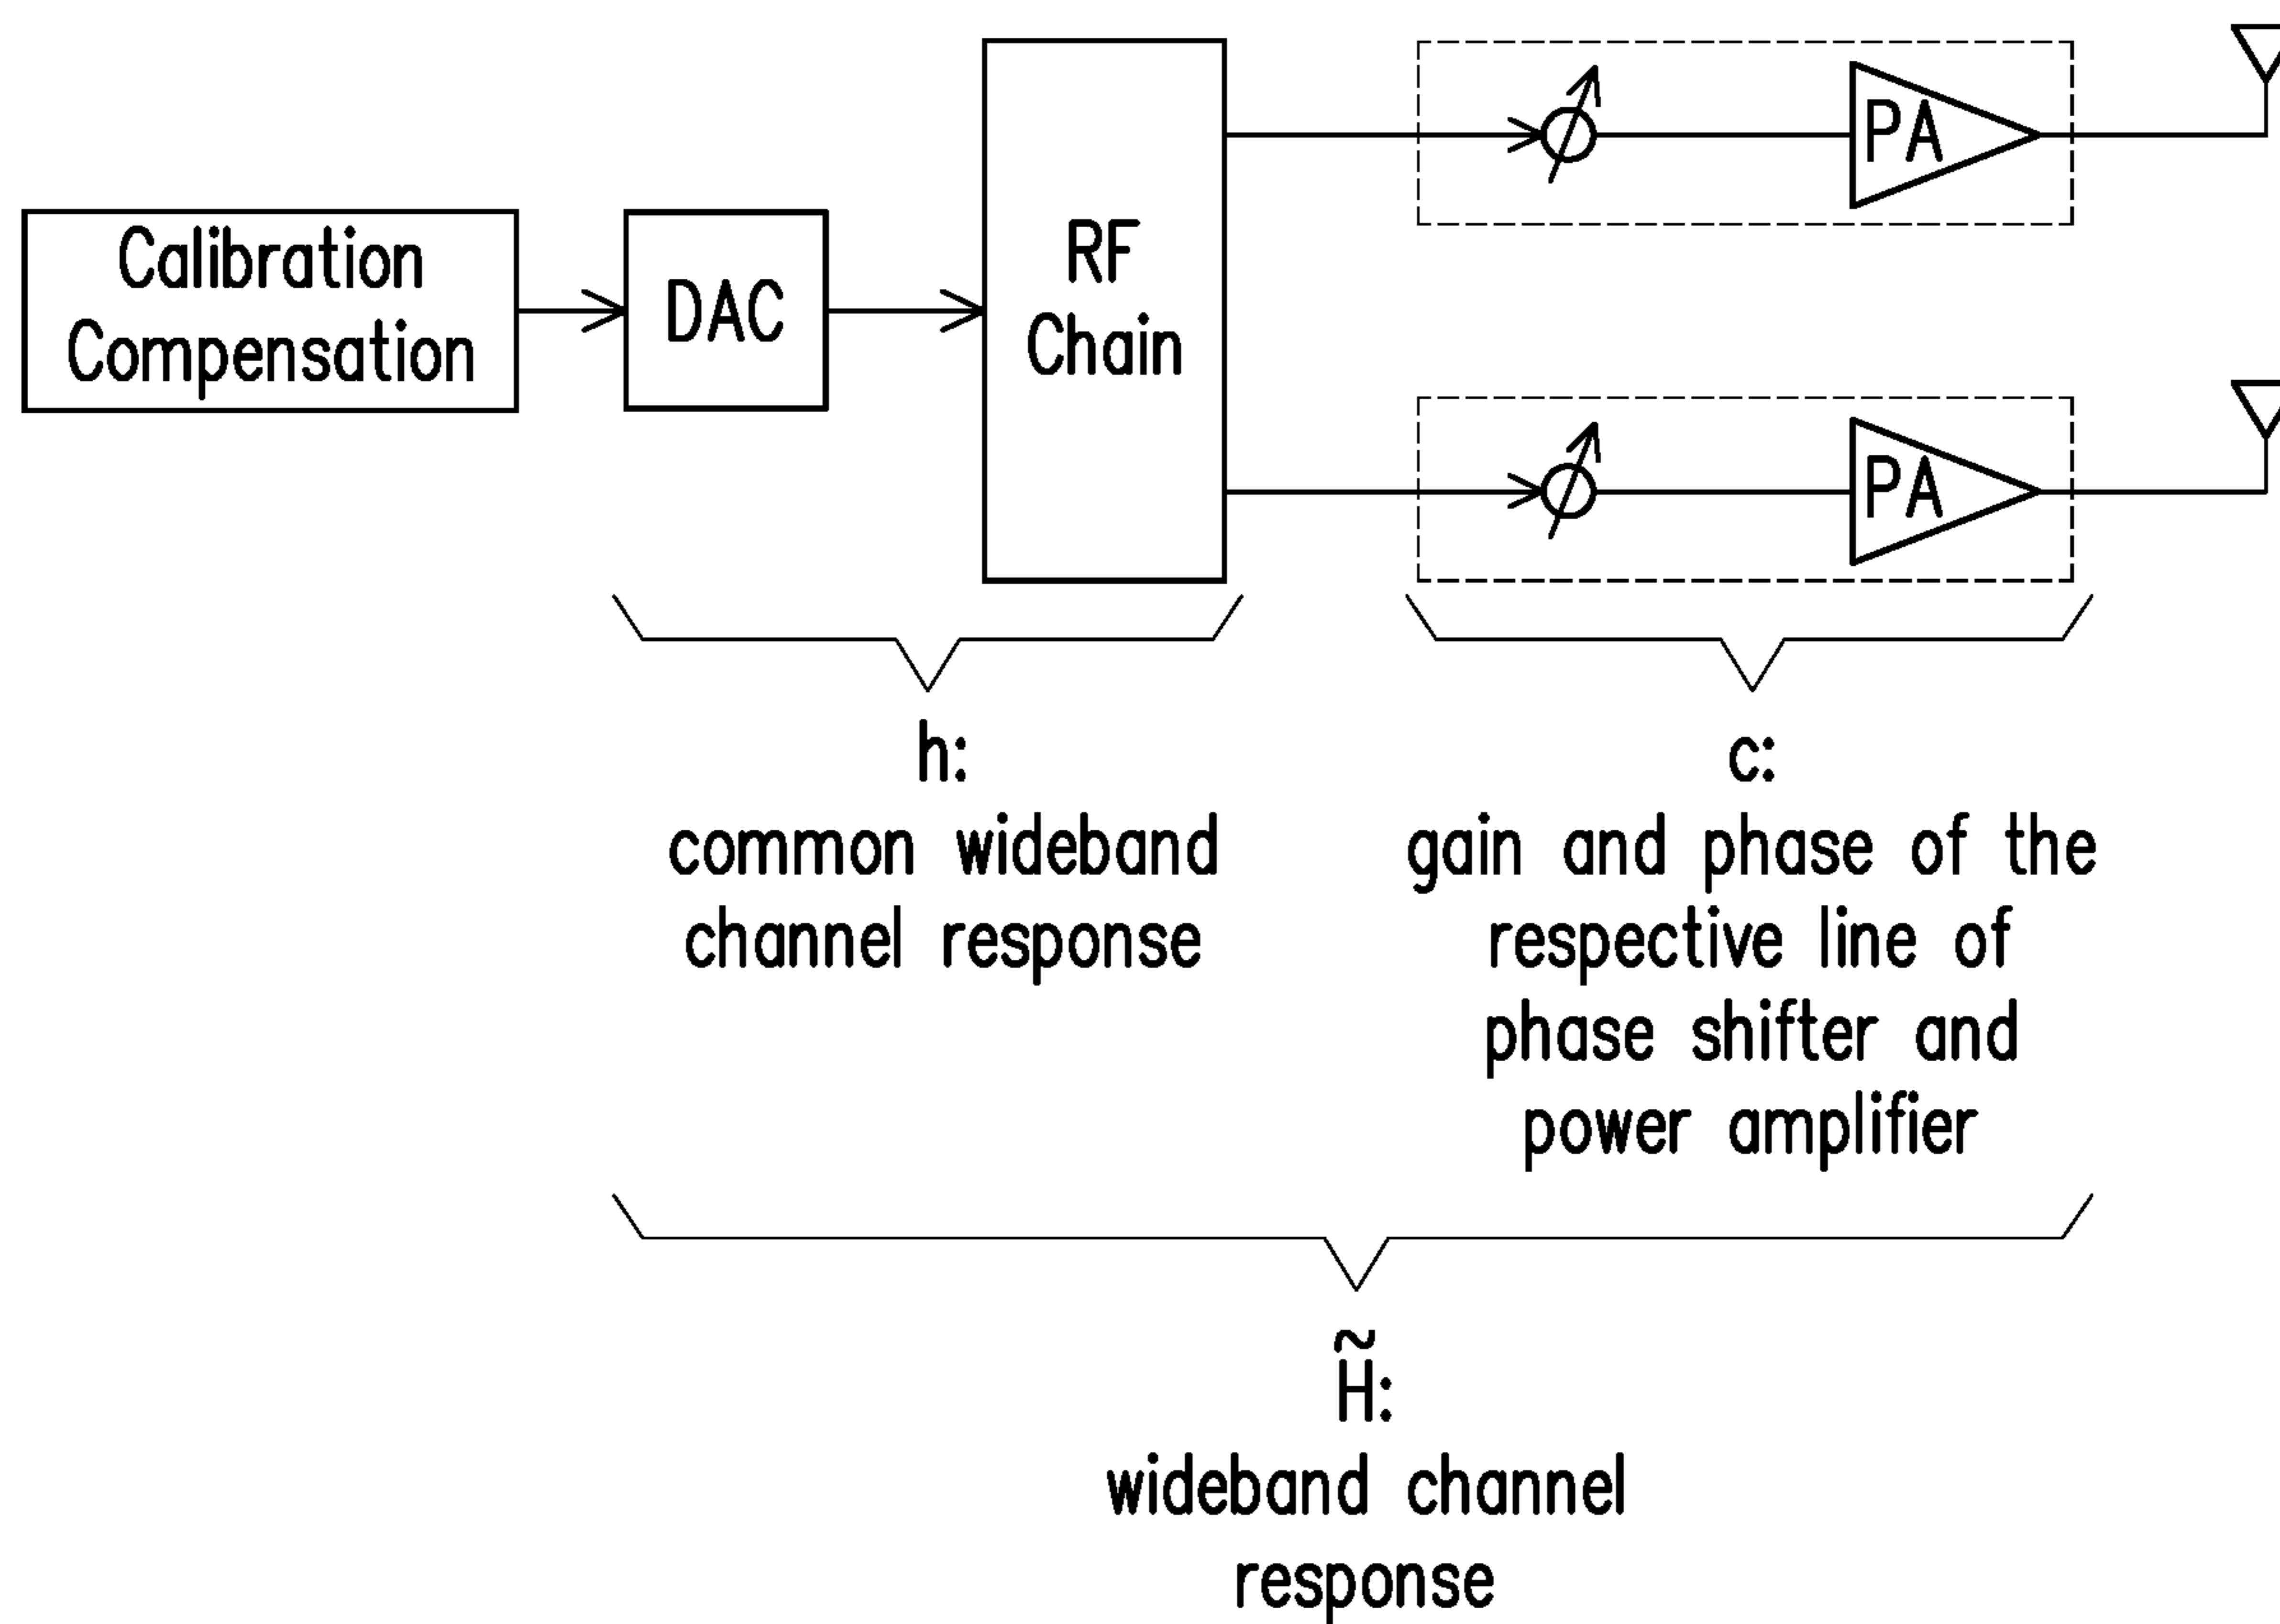 Calibration
Compensation
DAC
RF
Chain
PA
PA
h:
common wideband
channel response
c:
gain and phase of the
respective line of
phase shifter and
power amplifier
H̃:
wideband channel
response